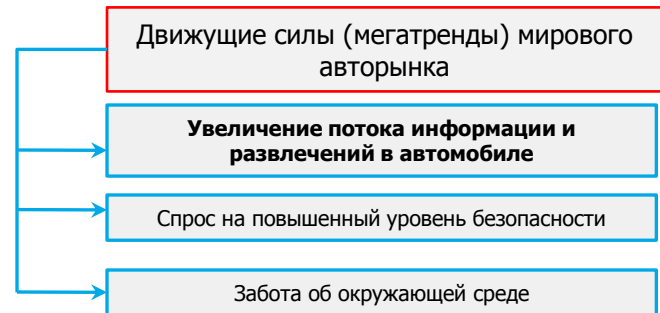 Движущие силы (мегатренды) мирового
авторынка
Увеличение потока информации и
развлечений в автомобиле
Спрос на повышенный уровень безопасности
Забота об окружающей среде